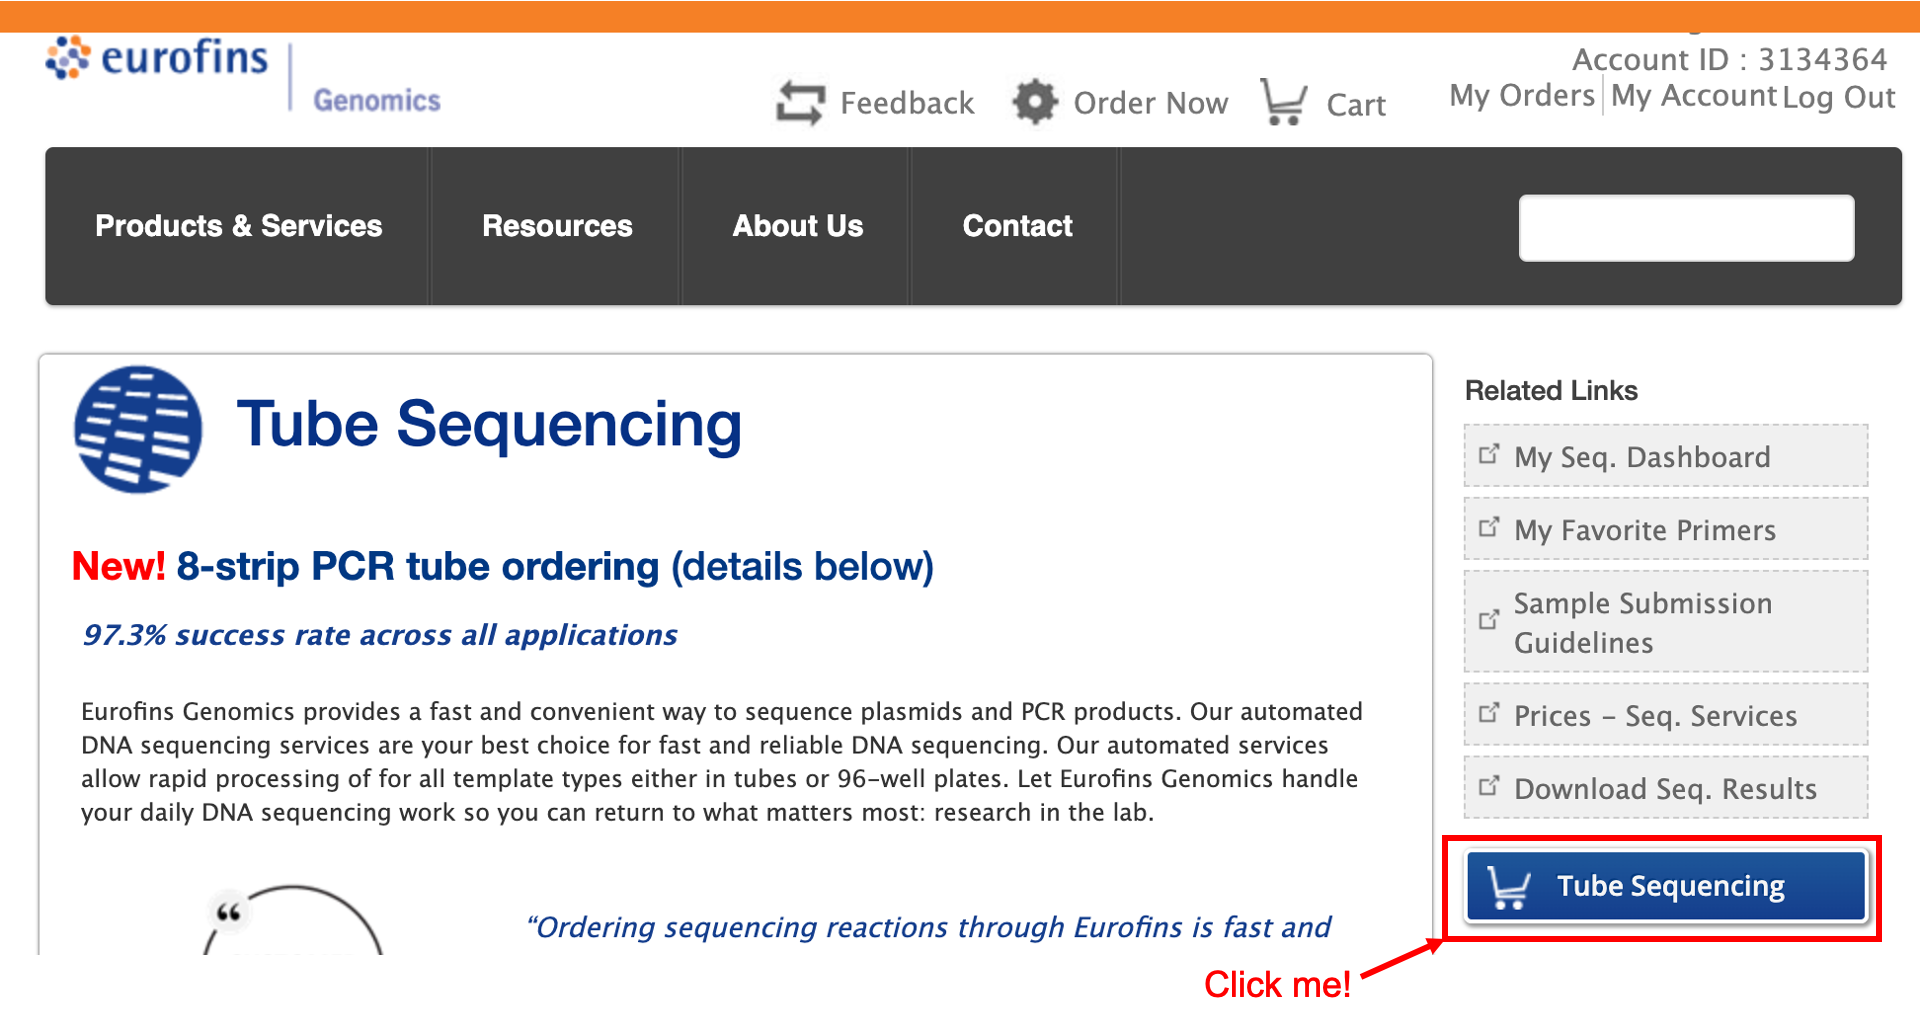 eurofins
Genomics
Feedback
Order Now
Cart
Account ID : 3134364
My Orders My Account Log Out
Products & Services
Resources
About Us
Contact
Tube Sequencing
New! 8-strip PCR tube ordering (details below)
97.3% success rate across all applications
Eurofins Genomics provides a fast and convenient way to sequence plasmids and PCR products. Our automated
DNA sequencing services are your best choice for fast and reliable DNA sequencing. Our automated services
allow rapid processing of for all template types either in tubes or 96-well plates. Let Eurofins Genomics handle
your daily DNA sequencing work so you can return to what matters most: research in the lab.
“
“Ordering sequencing reactions through Eurofins is fast and
Related Links
My Seq. Dashboard
My Favorite Primers
Sample Submission
Guidelines
Prices - Seq. Services
Download Seq. Results
Tube Sequencing
Click me!